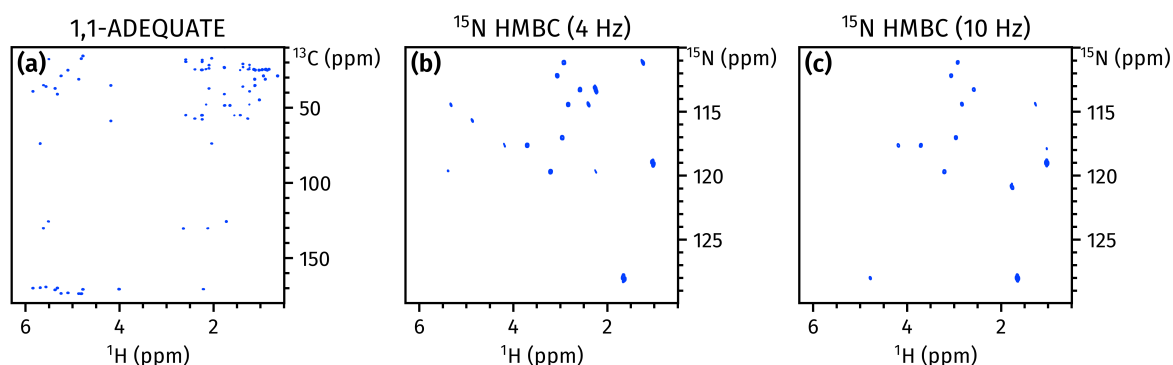 1,1-ADEQUATE
(a)
¹³C (ppm)
50
100
150
6 4 2
¹H (ppm)
¹⁵N HMBC (4 Hz)
(b)
¹⁵N (ppm)
115
120
125
6 4 2
¹H (ppm)
¹⁵N HMBC (10 Hz)
(c)
¹⁵N (ppm)
115
120
125
6 4 2
¹H (ppm)